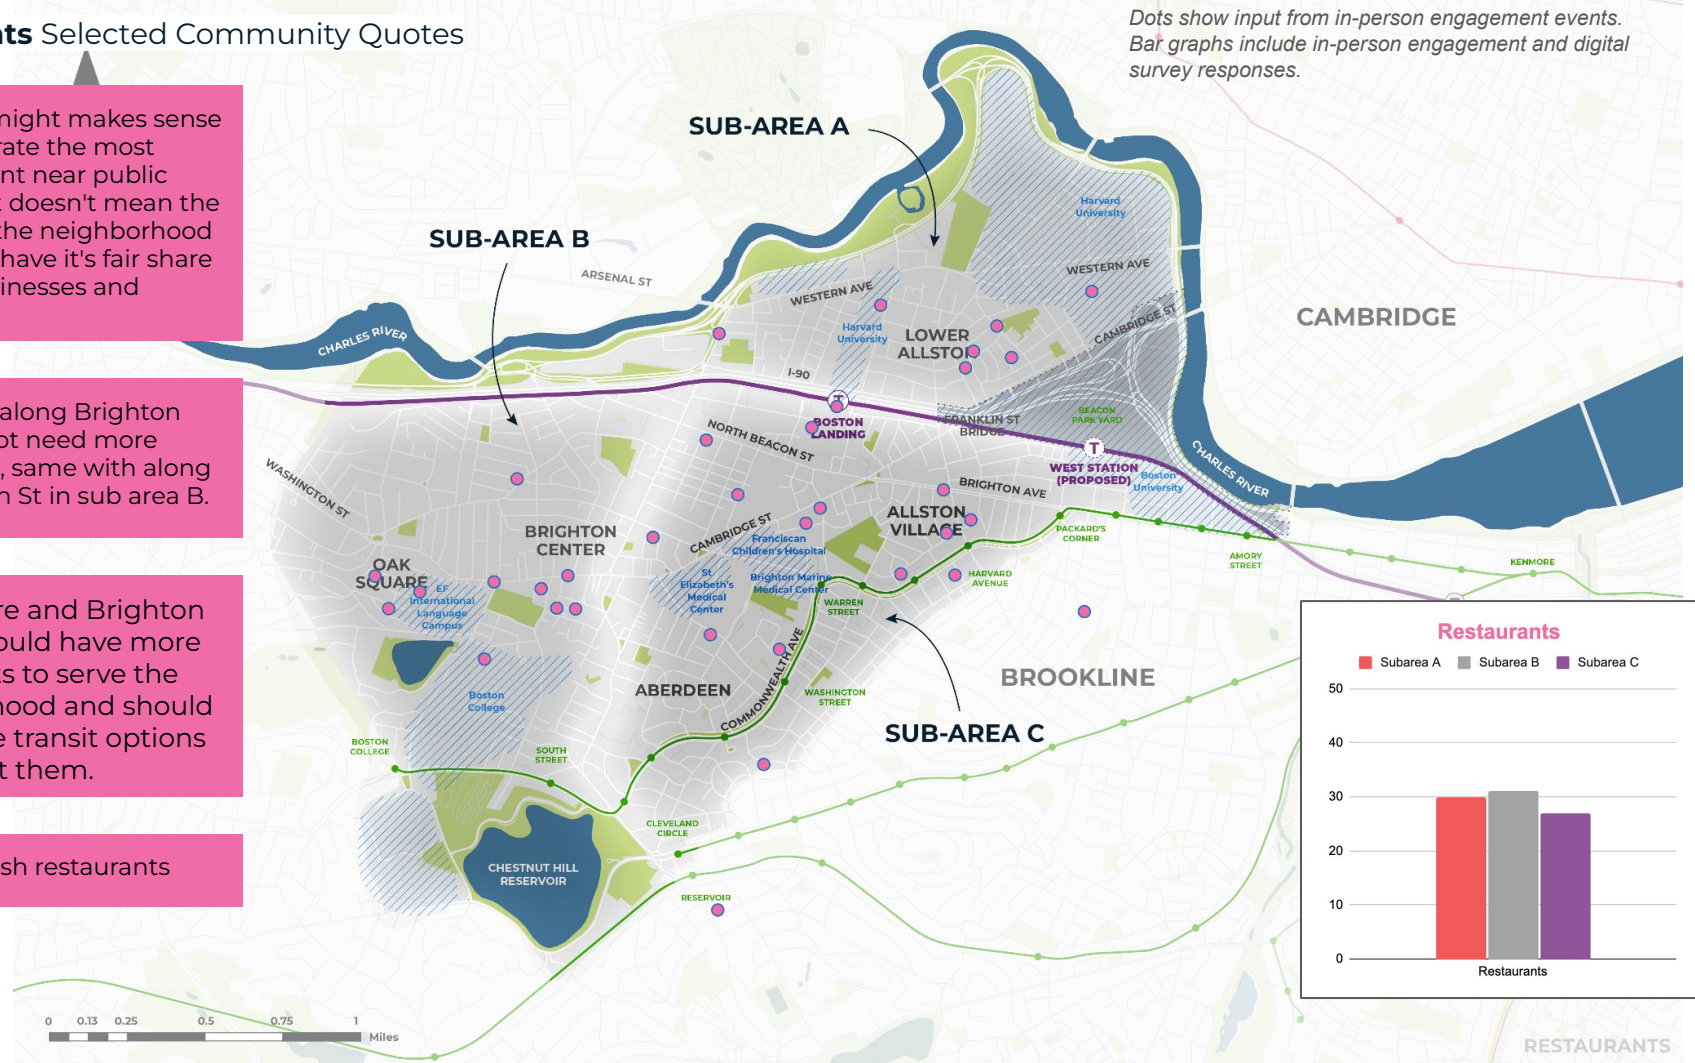 ts Selected Community Quotes
Dots show input from in-person engagement events.
Bar graphs include in-person engagement and digital
survey responses.
might makes sense
rate the most
nt near public
t doesn't mean the
the neighborhood
have it's fair share
inesses and
along Brighton
ot need more
, same with along
n St in sub area B.
re and Brighton
ould have more
ts to serve the
hood and should
e transit options
t them.
sh restaurants
SUB-AREA A
SUB-AREA B
SUB-AREA C
ARSENAL ST
WESTERN AVE
Harvard
University
WESTERN AVE
CAMBRIDGE ST
CAMBRIDGE
CHARLES RIVER
Harvard
University
LOWER
ALLSTON
I-90
BOSTON
LANDING
FRANKLIN ST
BRIDGE
BEACON
PARK YARD
T
T
WEST STATION
(PROPOSED)
Boston
University
CHARLES RIVER
NORTH BEACON ST
WASHINGTON ST
BRIGHTON AVE
ALLSTON
VILLAGE
PACKARD'S
CORNER
AMORY
STREET
KENMORE
BRIGHTON
CENTER
CAMBRIDGE ST
Franciscan
Children's Hospital
St
Elizabeth's
Medical
Center
Brighton Marine
Medical Center
OAK
SQUARE
EF
International
Language
Campus
WARREN
STREET
HARVARD
AVENUE
BROOKLINE
ABERDEEN
COMMONWEALTH AVE
WASHINGTON
STREET
Boston
College
BOSTON
COLLEGE
SOUTH
STREET
CLEVELAND
CIRCLE
CHESTNUT HILL
RESERVOIR
RESERVOIR
Restaurants
Subarea A Subarea B Subarea C
50
40
30
20
10
0
Restaurants
0 0.13 0.25 0.5 0.75 1
Miles
RESTAURANTS